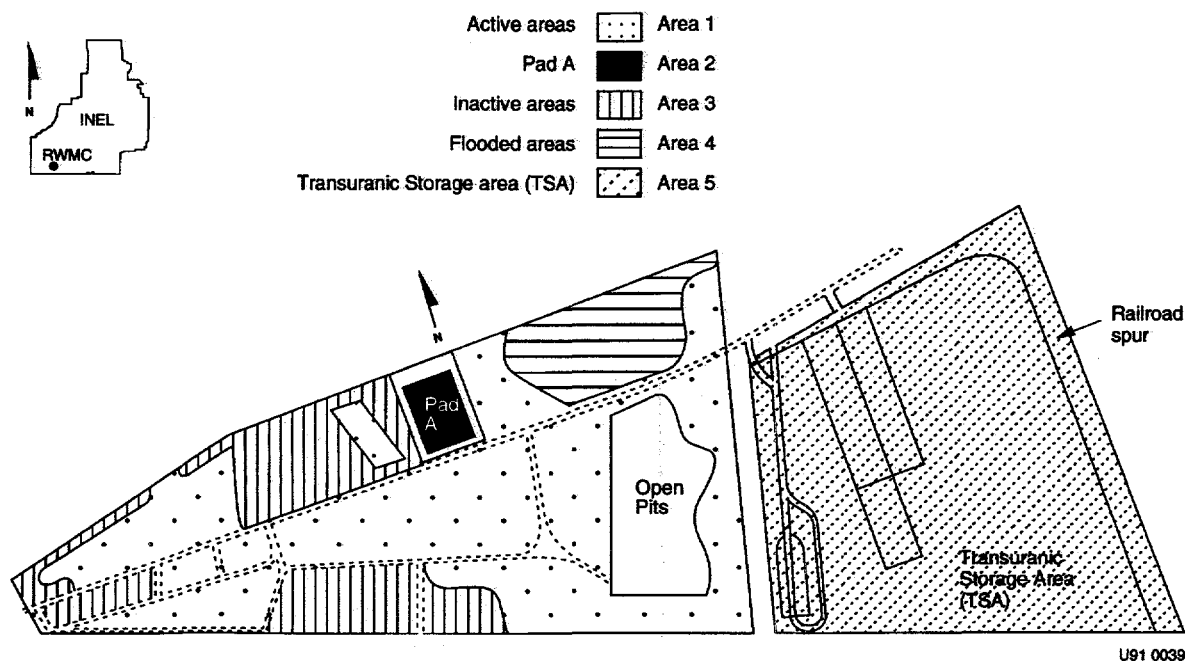 Active areas Area 1
Pad A Area 2
Inactive areas Area 3
Flooded areas Area 4
Transuranic Storage area (TSA) Area 5
N
INEL
RWMC
N
Railroad
spur
Pad
A
Open
Pits
Transuranic
Storage Area
(TSA)
U91 0039